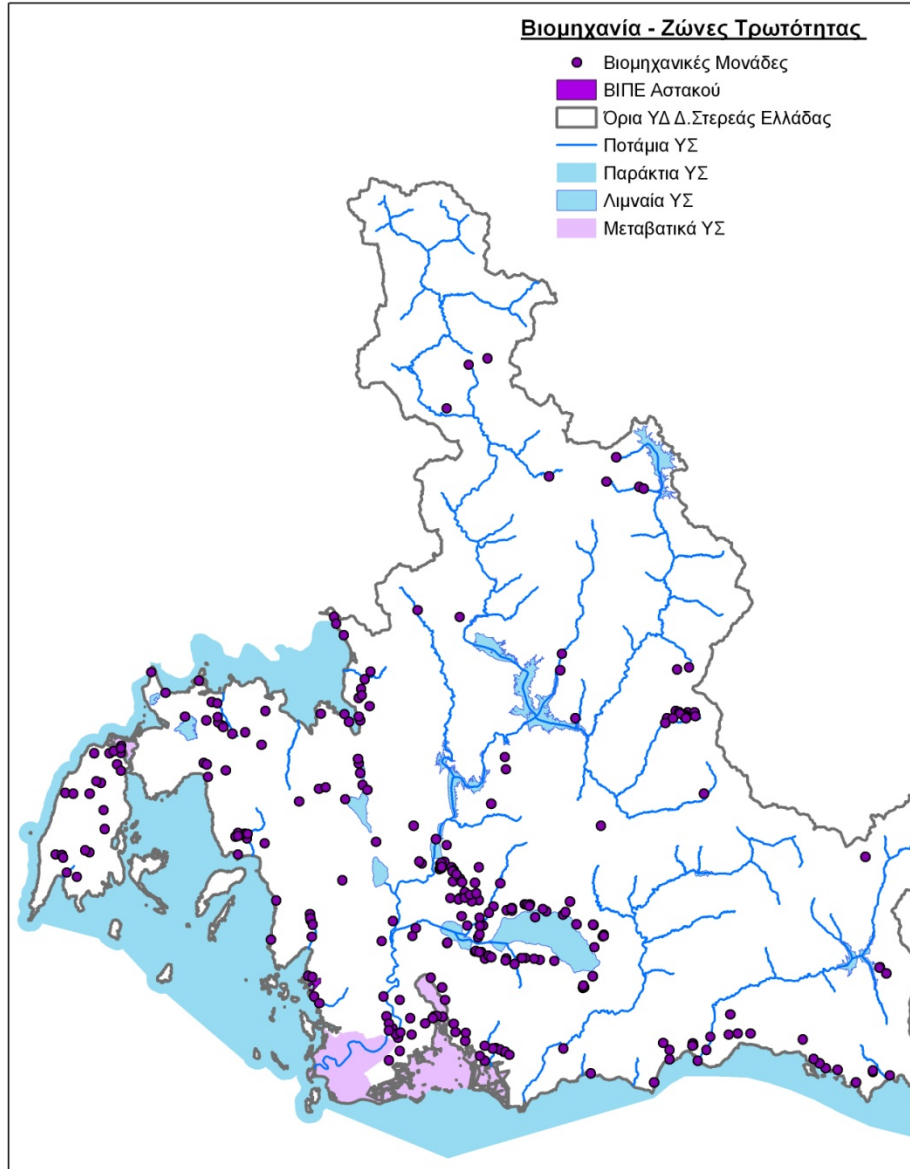 Βιομηχανία - Ζώνες Τρωτότητας
Βιομηχανικές Μονάδες
ΒΙΠΕ Αστακού
Όρια ΥΔ Δ.Στερεάς Ελλάδας
Ποτάμια ΥΣ
Παράκτια ΥΣ
Λιμναία ΥΣ
Μεταβατικά ΥΣ